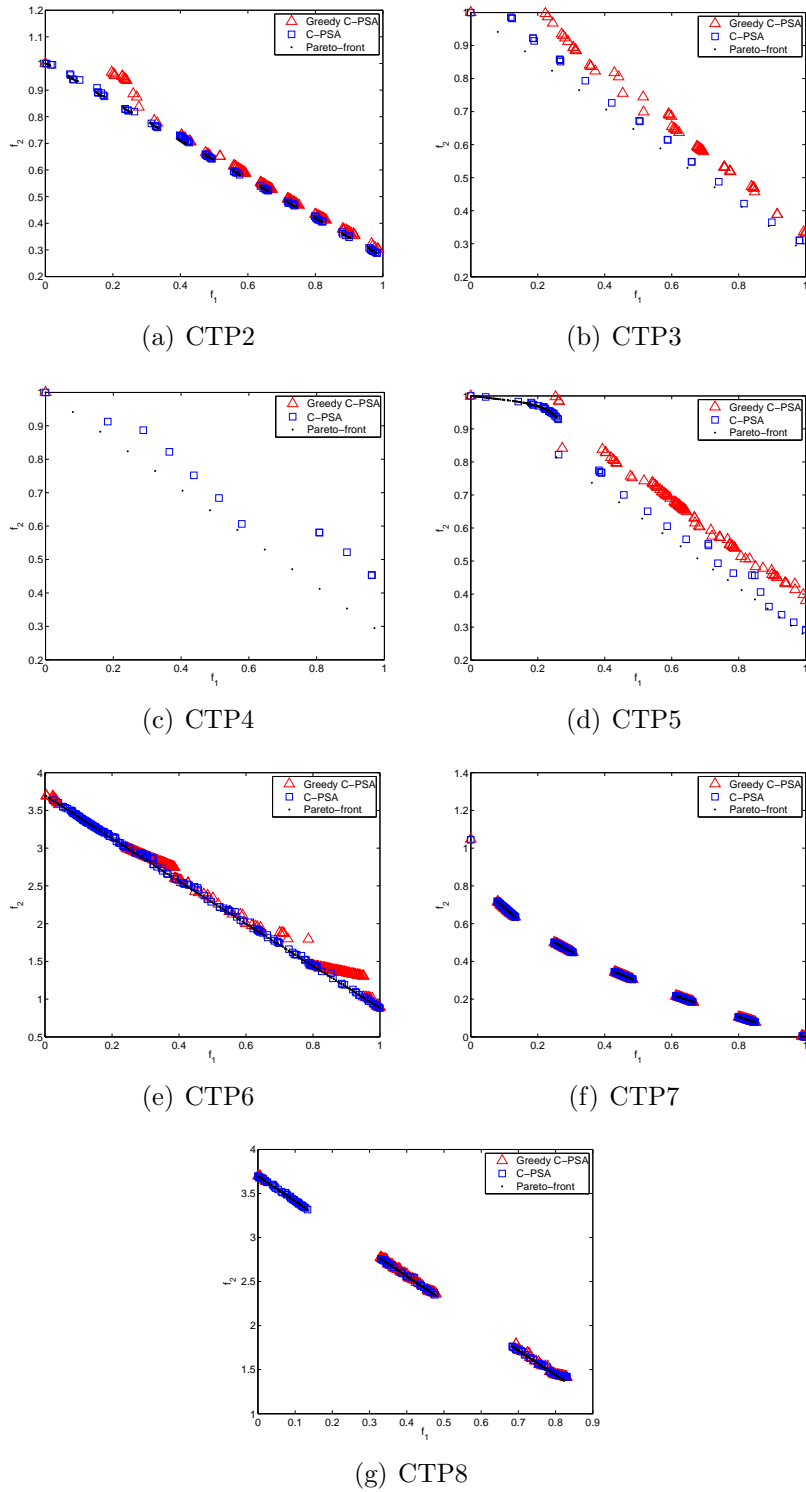 1.2
1.1
1
0.9
0.8
0.7
0.6
0.5
0.4
0.3
0.2
0 0.2 0.4 0.6 0.8 1
f1
f2
Greedy C−PSA
C−PSA
Pareto−front
(a) CTP2
1
0.9
0.8
0.7
0.6
0.5
0.4
0.3
0.2
0 0.2 0.4 0.6 0.8 1
f1
f2
Greedy C−PSA
C−PSA
Pareto−front
(b) CTP3
1
0.9
0.8
0.7
0.6
0.5
0.4
0.3
0.2
0 0.2 0.4 0.6 0.8 1
f1
f2
Greedy C−PSA
C−PSA
Pareto−front
(c) CTP4
1
0.9
0.8
0.7
0.6
0.5
0.4
0.3
0.2
0 0.2 0.4 0.6 0.8 1
f1
f2
Greedy C−PSA
C−PSA
Pareto−front
(d) CTP5
4
3.5
3
2.5
2
1.5
1
0.5
0 0.2 0.4 0.6 0.8 1
f1
f2
Greedy C−PSA
C−PSA
Pareto−front
(e) CTP6
1.4
1.2
1
0.8
0.6
0.4
0.2
0
0 0.2 0.4 0.6 0.8 1
f1
f2
Greedy C−PSA
C−PSA
Pareto−front
(f) CTP7
4
3.5
3
2.5
2
1.5
1
0 0.1 0.2 0.3 0.4 0.5 0.6 0.7 0.8 0.9
f1
f2
Greedy C−PSA
C−PSA
Pareto−front
(g) CTP8